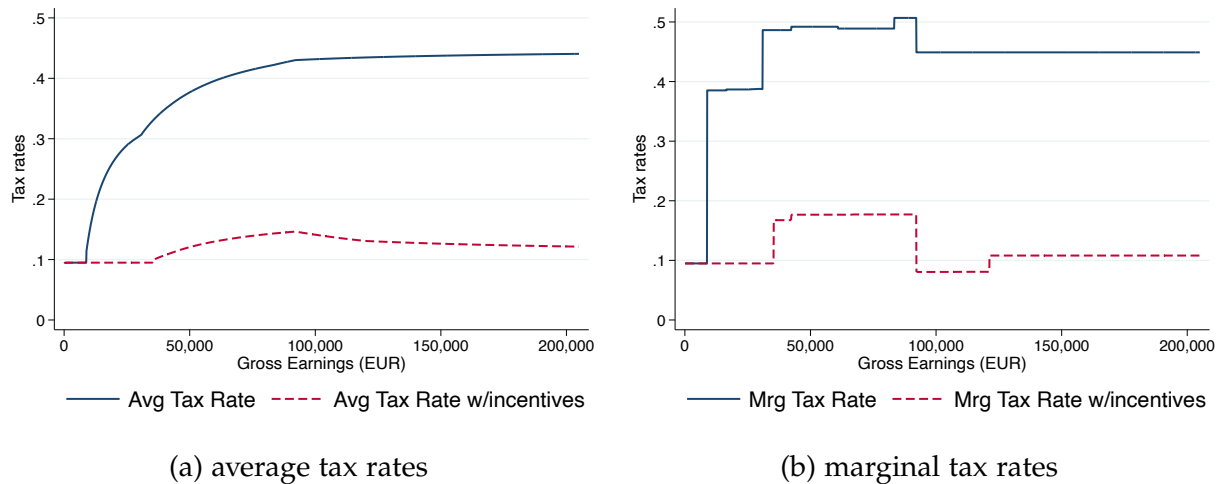 .5
.4
.3
.2
.1
0
Tax rates
0
50,000
100,000
150,000
200,000
Gross Earnings (EUR)
Avg Tax Rate
Avg Tax Rate w/incentives
(a) average tax rates
.5
.4
.3
.2
.1
0
Tax rates
0
50,000
100,000
150,000
200,000
Gross Earnings (EUR)
Mrg Tax Rate
Mrg Tax Rate w/incentives
(b) marginal tax rates